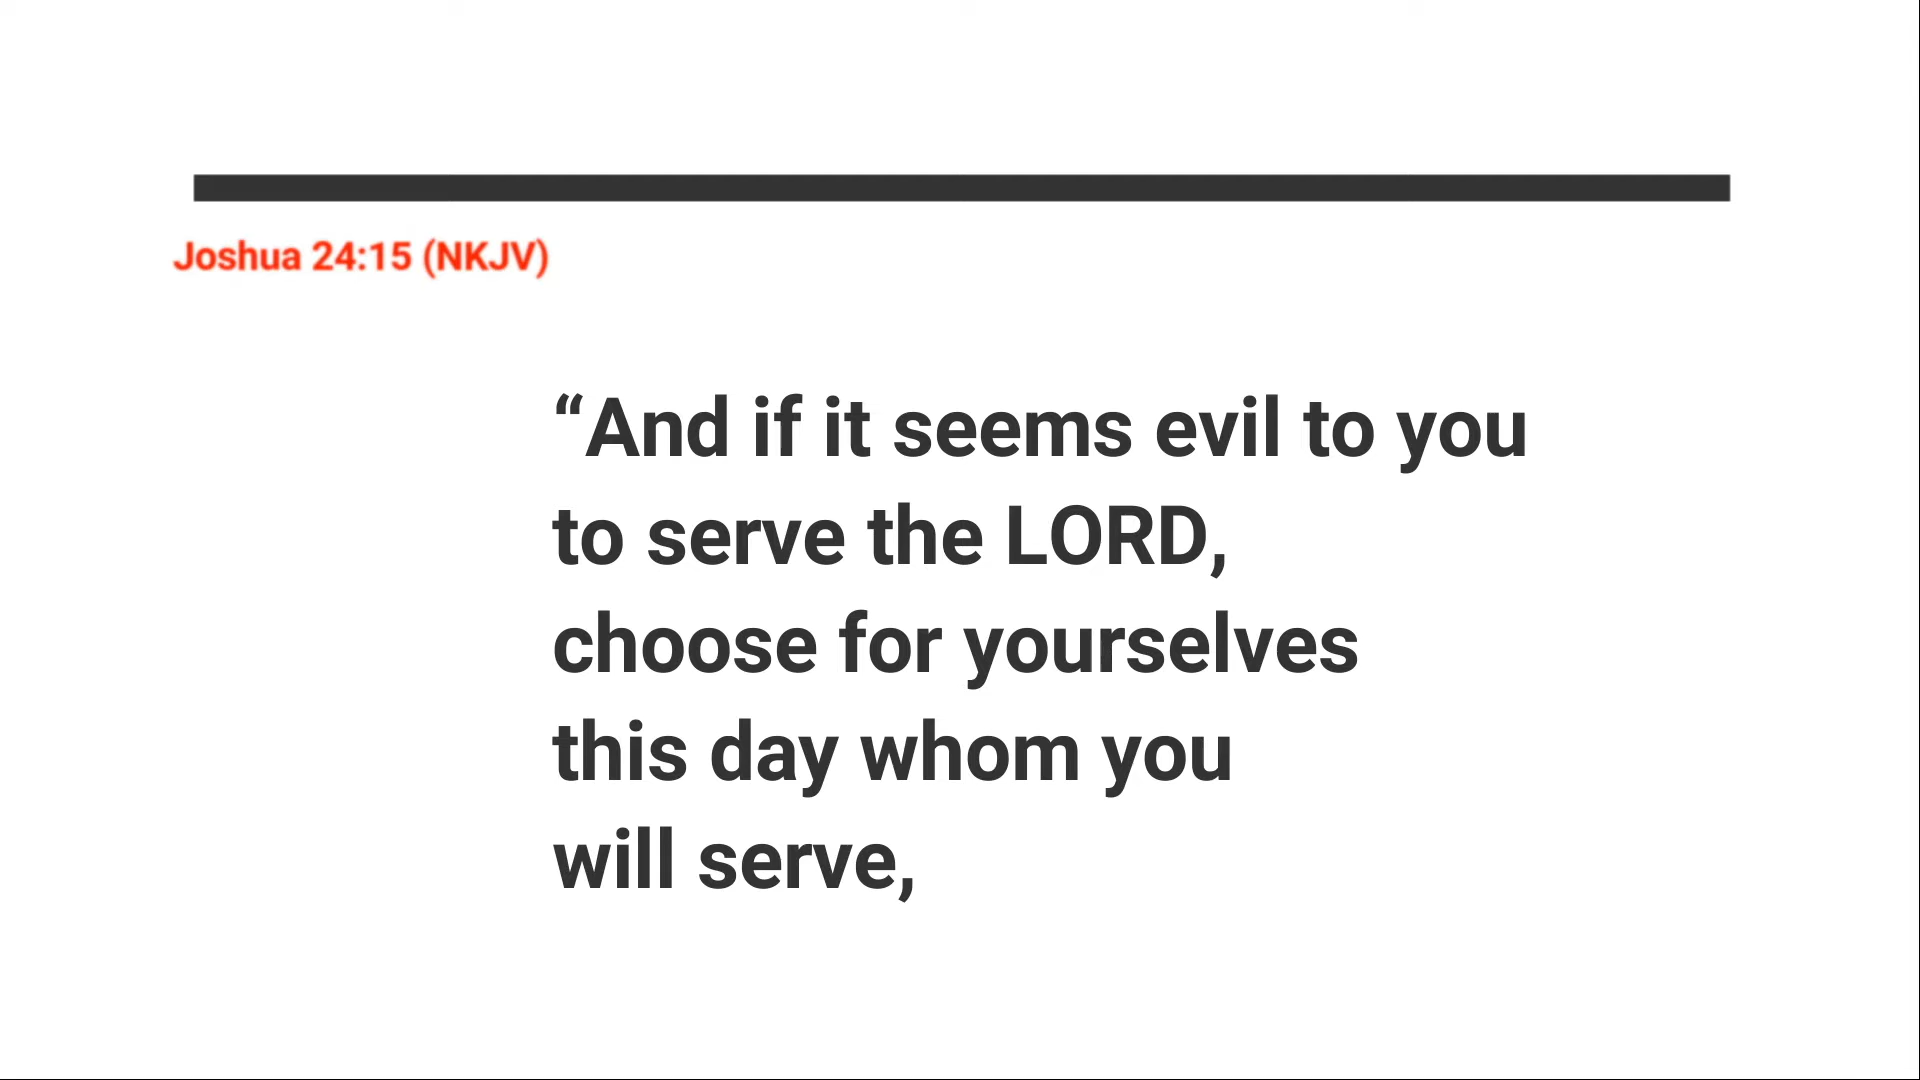 Joshua 24:15 (NKJV)
“And if it seems evil to you
to serve the LORD,
choose for yourselves
this day whom you
will serve,